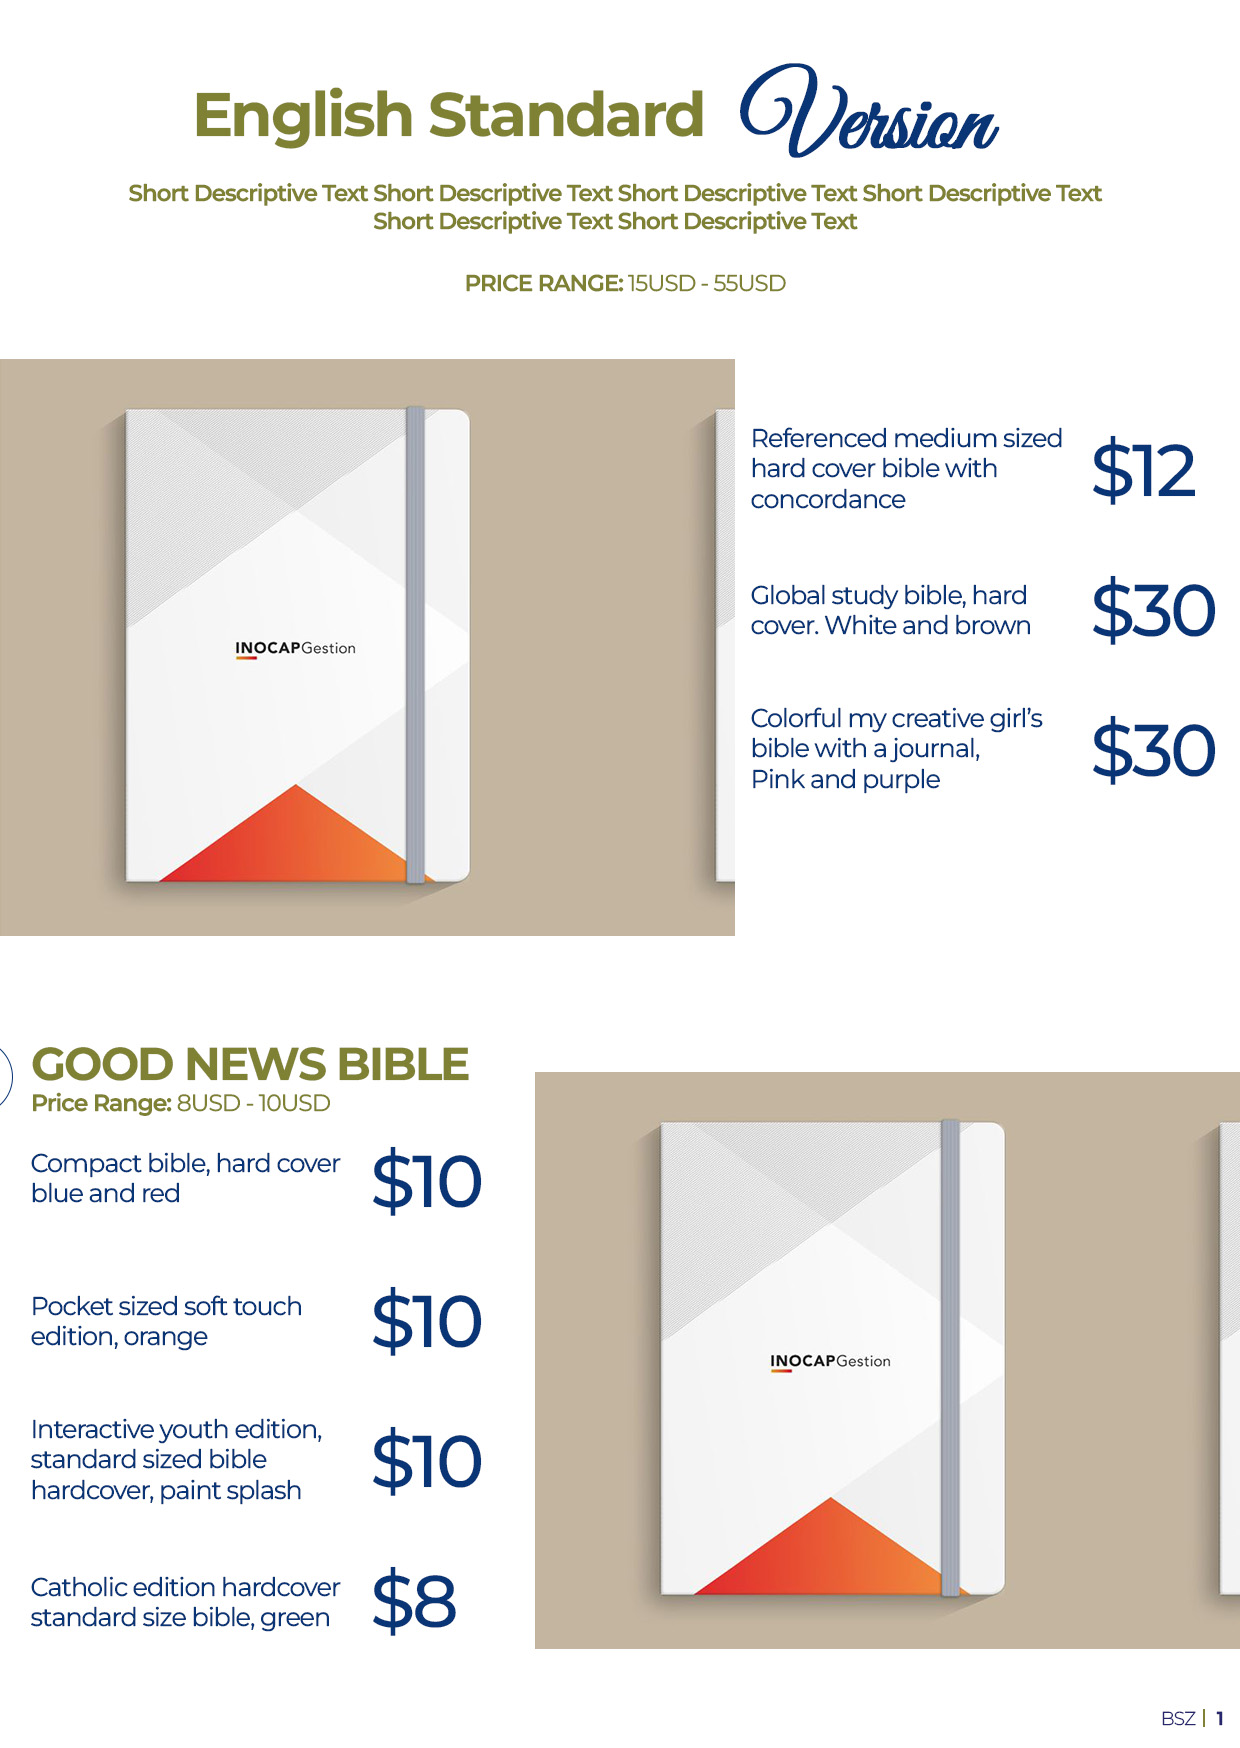 English Standard Version
Short Descriptive Text Short Descriptive Text Short Descriptive Text Short Descriptive Text
Short Descriptive Text Short Descriptive Text
PRICE RANGE: 15USD - 55USD
INOCAPGestion
Referenced medium sized
hard cover bible with
concordance
$12
Global study bible, hard
cover. White and brown
$30
Colorful my creative girl's
bible with a journal,
Pink and purple
$30
GOOD NEWS BIBLE
Price Range: 8USD - 10USD
Compact bible, hard cover
blue and red
$10
Pocket sized soft touch
edition, orange
$10
Interactive youth edition,
standard sized bible
hardcover, paint splash
$10
Catholic edition hardcover
standard size bible, green
$8
INOCAPGestion
BSZ | 1